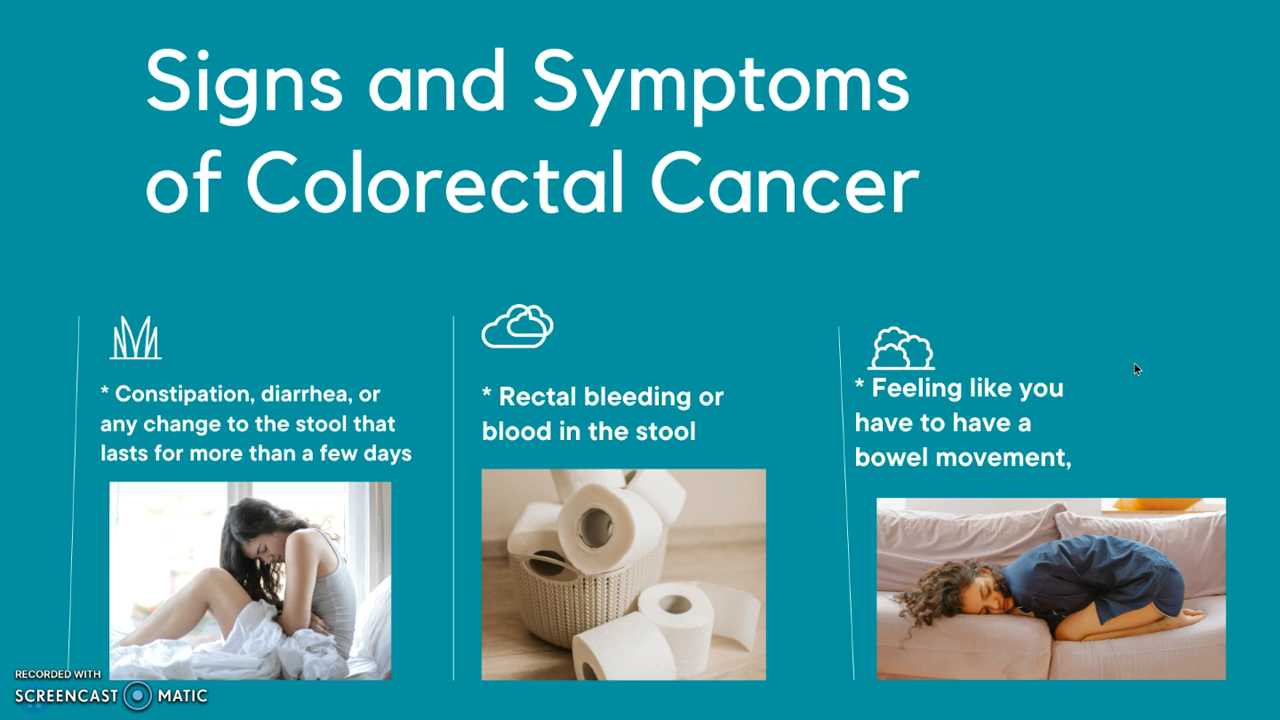 Signs and Symptoms
of Colorectal Cancer
* Constipation, diarrhea, or
any change to the stool that
lasts for more than a few days
* Rectal bleeding or
blood in the stool
* Feeling like you
have to have a
bowel movement,
RECORDED WITH
SCREENCAST MATIC